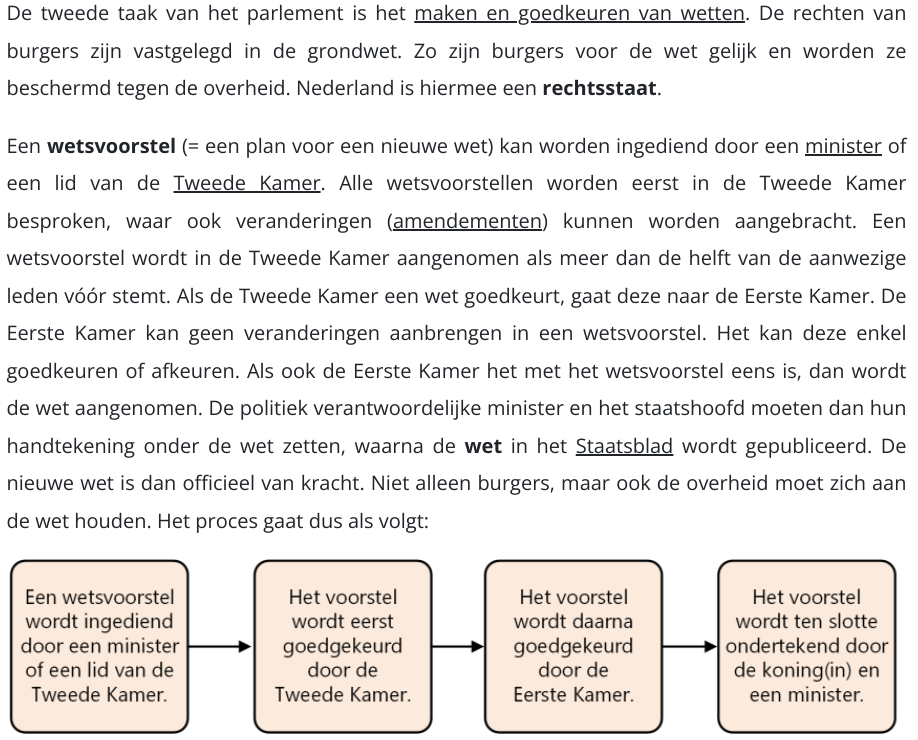 De tweede taak van het parlement is het maken en goedkeuren van wetten. De rechten van
burgers zijn vastgelegd in de grondwet. Zo zijn burgers voor de wet gelijk en worden ze
beschermd tegen de overheid. Nederland is hiermee een rechtsstaat.
Een wetsvoorstel (= een plan voor een nieuwe wet) kan worden ingediend door een minister of
een lid van de Tweede Kamer. Alle wetsvoorstellen worden eerst in de Tweede Kamer
besproken, waar ook veranderingen (amendementen) kunnen worden aangebracht. Een
wetsvoorstel wordt in de Tweede Kamer aangenomen als meer dan de helft van de aanwezige
leden vóór stemt. Als de Tweede Kamer een wet goedkeurt, gaat deze naar de Eerste Kamer. De
Eerste Kamer kan geen veranderingen aanbrengen in een wetsvoorstel. Het kan deze enkel
goedkeuren of afkeuren. Als ook de Eerste Kamer het met het wetsvoorstel eens is, dan wordt
de wet aangenomen. De politiek verantwoordelijke minister en het staatshoofd moeten dan hun
handtekening onder de wet zetten, waarna de wet in het Staatsblad wordt gepubliceerd. De
nieuwe wet is dan officieel van kracht. Niet alleen burgers, maar ook de overheid moet zich aan
de wet houden. Het proces gaat dus als volgt:
Een wetsvoorstel
wordt ingediend
door een minister
of een lid van de
Tweede Kamer.
Het voorstel
wordt eerst
goedgekeurd
door de
Tweede Kamer.
Het voorstel
wordt daarna
goedgekeurd
door de
Eerste Kamer.
Het voorstel
wordt ten slotte
ondertekend door
de koning(in) en
een minister.